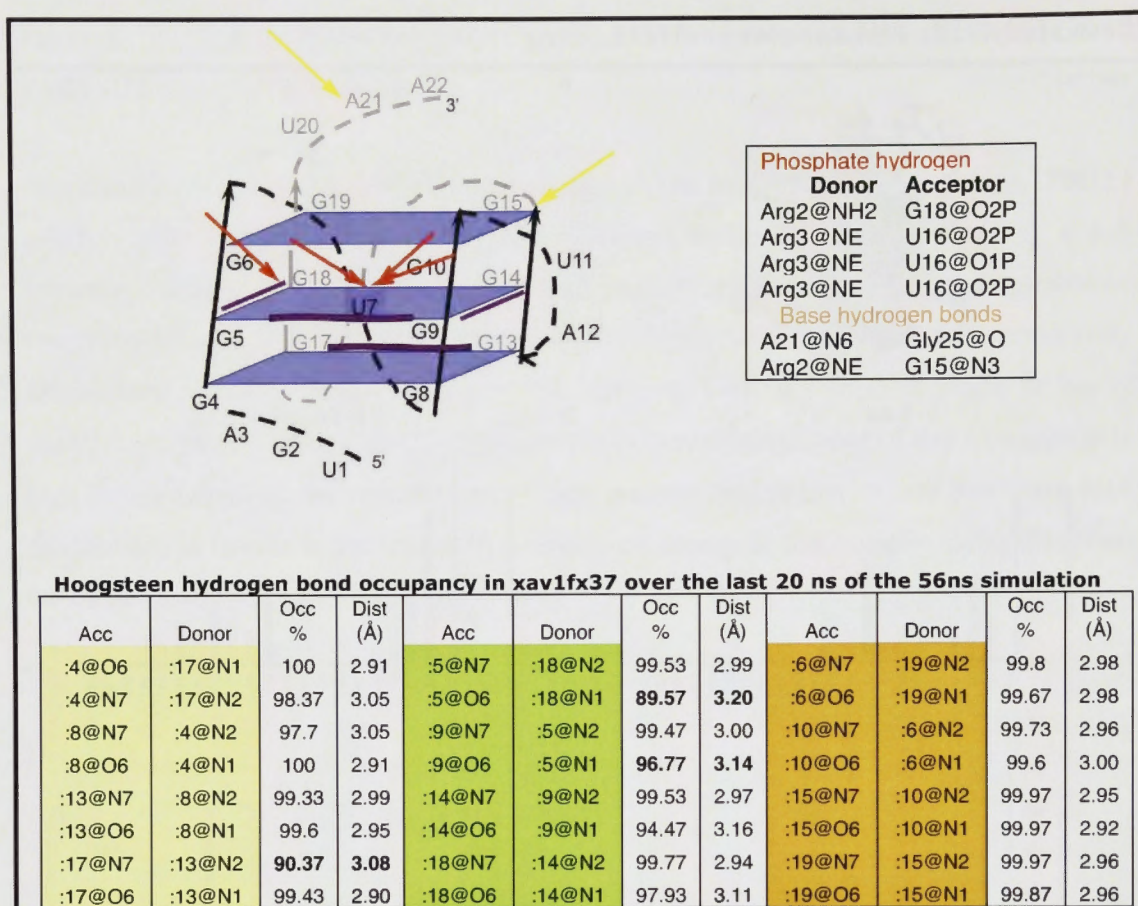 A22
A21
3'
U20
G19
G15
G6
G18
G10
G14
U11
U7
G5
G9
A12
G17
G13
G4
G8
A3
G2
U1
5'
Phosphate hydrogen
Donor Acceptor
Arg2@NH2 G18@O2P
Arg3@NE U16@O2P
Arg3@NE U16@O1P
Arg3@NE U16@O2P
Base hydrogen bonds
A21@N6 Gly25@O
Arg2@NE G15@N3
Hoogsteen hydrogen bond occupancy in xav1fx37 over the last 20 ns of the 56ns simulation
Acc Donor Occ % Dist (Å) Acc Donor Occ % Dist (Å) Acc Donor Occ % Dist (Å)
:4@O6 :17@N1 100 2.91 :5@N7 :18@N2 99.53 2.99 :6@N7 :19@N2 99.8 2.98
:4@N7 :17@N2 98.37 3.05 :5@O6 :18@N1 89.57 3.20 :6@O6 :19@N1 99.67 2.98
:8@N7 :4@N2 97.7 3.05 :9@N7 :5@N2 99.47 3.00 :10@N7 :6@N2 99.73 2.96
:8@O6 :4@N1 100 2.91 :9@O6 :5@N1 96.77 3.14 :10@O6 :6@N1 99.6 3.00
:13@N7 :8@N2 99.33 2.99 :14@N7 :9@N2 99.53 2.97 :15@N7 :10@N2 99.97 2.95
:13@O6 :8@N1 99.6 2.95 :14@O6 :9@N1 94.47 3.16 :15@O6 :10@N1 99.97 2.92
:17@N7 :13@N2 90.37 3.08 :18@N7 :14@N2 99.77 2.94 :19@N7 :15@N2 99.97 2.96
:17@O6 :13@N1 99.43 2.90 :18@O6 :14@N1 97.93 3.11 :19@O6 :15@N1 99.87 2.96